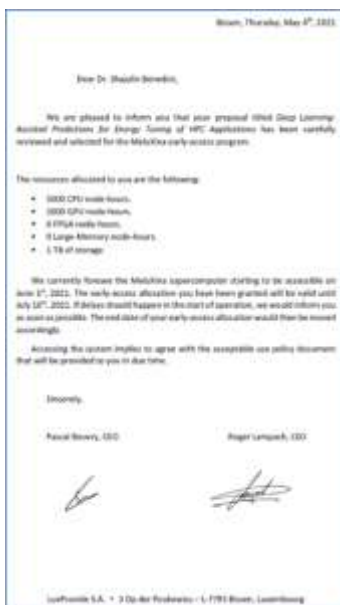 Bissen, Thursday, May 4th, 2021
Dear Dr. Shajulin Benedict,
We are pleased to inform you that your proposal titled Deep Learning-
Assisted Predictions for Energy Tuning of HPC Applications has been carefully
reviewed and selected for the MeluXina early-access program.
The resources allocated to you are the following:
5000 CPU node-hours,
GPU node-hours,
0 FPGA node-hours,
0 Large-Memory node-hours,
1 TB of storage
We currently foresee the MeluXina supercomputer starting to be accessible on
June 1st, 2021. The early access allocation you have been granted will be valid until
July 2021. If delays should happen in the start of operation, we would inform you
as soon as possible. The end date of your early-access allocation would then be moved
accordingly.
Accessing the system implies to agree with the acceptable use policy document
that will be provided to you in due time.
Sincerely,
Pascal Bouvry, CEO
Roger Lampach, COO
LuxProvide S.A. • 3 Op der Poukewiss – L-7795 Bissen, Luxembourg